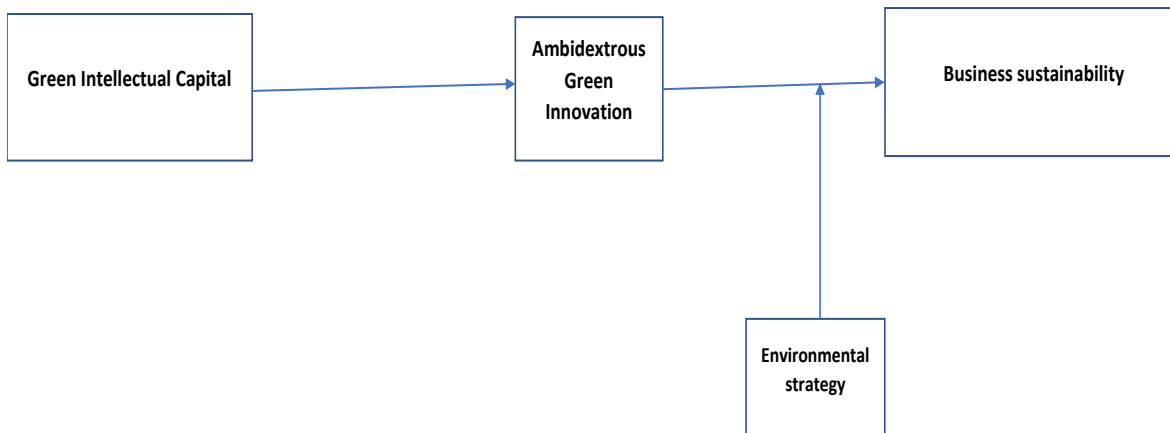 Green Intellectual Capital
Ambidextrous
Green
Innovation
Business sustainability
Environmental
strategy